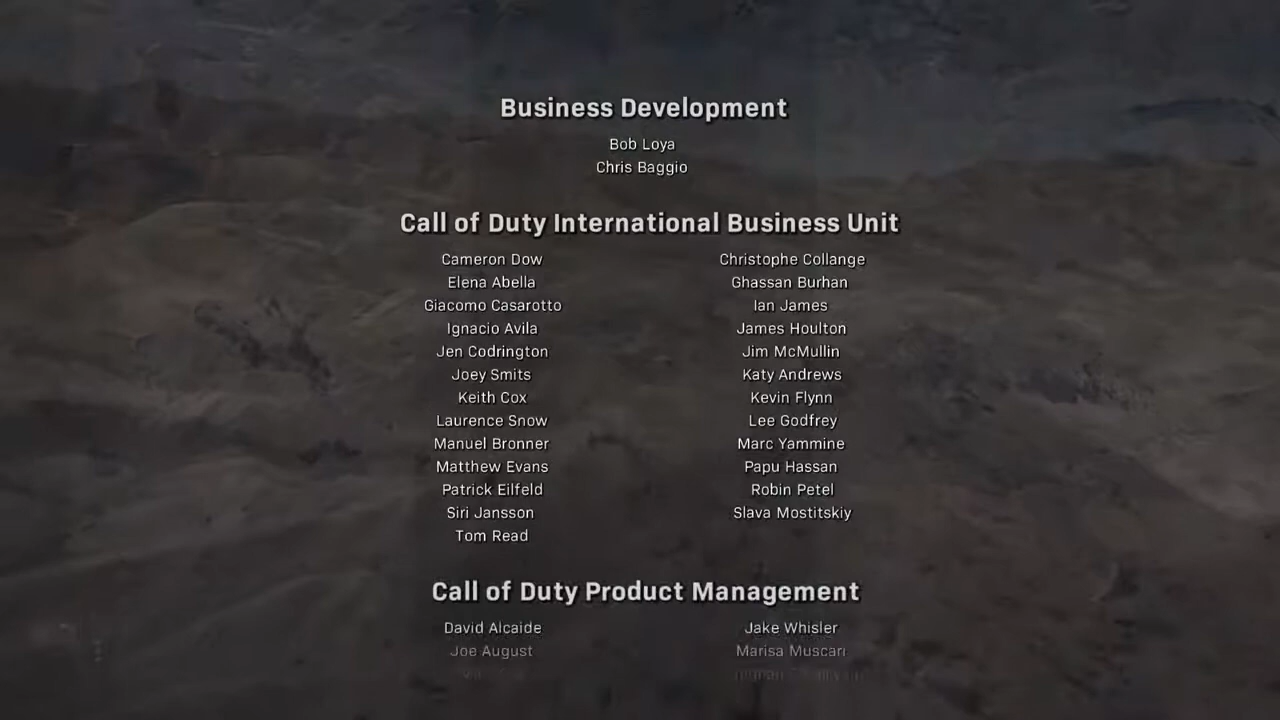 Business Development
Bob Loya
Chris Baggio
Call of Duty International Business Unit
Cameron Dow Christophe Collange
Elena Abella Ghassan Burhan
Giacomo Casarotto Ian James
Ignacio Avila James Houlton
Jen Codrington Jim McMullin
Joey Smits Katy Andrews
Keith Cox Kevin Flynn
Laurence Snow Lee Godfrey
Manuel Bronner Marc Yammine
Matthew Evans Papu Hassan
Patrick Eilfeld Robin Petel
Siri Jansson Slava Mostitskiy
Tom Read
Call of Duty Product Management
David Alcaide Jake Whisler
Joe August Marisa Muscari